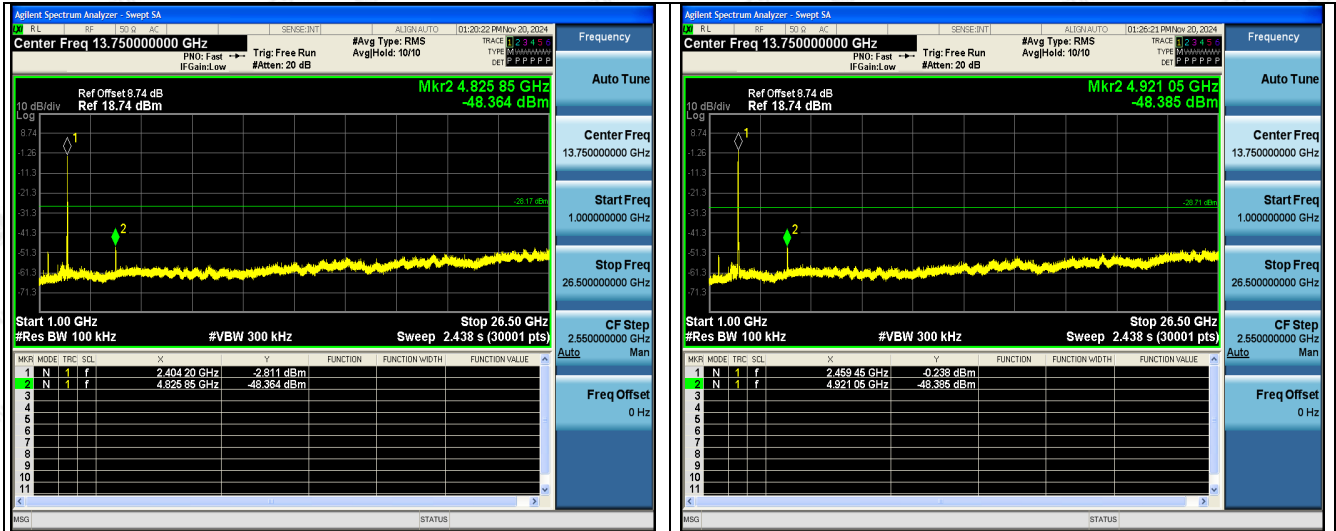 Agilent Spectrum Analyzer - Swept SA
LXI RL RF 50 Ω AC SENSE:INT ALIGNAUTO 01:20:22 PM Nov 20, 2024
Center Freq 13.750000000 GHz
PNO: Fast
IFGain:Low
Trig: Free Run
#Atten: 20 dB
#Avg Type: RMS
Avg|Hold: 10/10
TRACE 1 2 3 4 5 6
TYPE M
DET P P P P P P
Ref Offset 8.74 dB
10 dB/div Ref 18.74 dBm
Log
Mkr2 4.825 85 GHz
-48.364 dBm
8.74
-1.26
-11.3
-21.3
-31.3
-41.3
-51.3
-61.3
-71.3
1
2
-28.17 dBm
Start 1.00 GHz Stop 26.50 GHz
#Res BW 100 kHz #VBW 300 kHz Sweep 2.438 s (30001 pts)
MKR MODE TRC SCL X Y FUNCTION FUNCTION WIDTH FUNCTION VALUE
1 N 1 f 2.404 20 GHz -2.811 dBm
2 N 1 f 4.825 85 GHz -48.364 dBm
3
4
5
6
7
8
9
10
11
MSG STATUS
Frequency
Auto Tune
Center Freq
13.750000000 GHz
Start Freq
1.000000000 GHz
Stop Freq
26.500000000 GHz
CF Step
2.550000000 GHz
Auto Man
Freq Offset
0 Hz
Agilent Spectrum Analyzer - Swept SA
LXI RL RF 50 Ω AC SENSE:INT ALIGNAUTO 01:26:21 PM Nov 20, 2024
Center Freq 13.750000000 GHz
PNO: Fast
IFGain:Low
Trig: Free Run
#Atten: 20 dB
#Avg Type: RMS
Avg|Hold: 10/10
TRACE 1 2 3 4 5 6
TYPE M
DET P P P P P P
Ref Offset 8.74 dB
10 dB/div Ref 18.74 dBm
Log
Mkr2 4.921 05 GHz
-48.385 dBm
8.74
-1.26
-11.3
-21.3
-31.3
-41.3
-51.3
-61.3
-71.3
1
2
-28.71 dBm
Start 1.00 GHz Stop 26.50 GHz
#Res BW 100 kHz #VBW 300 kHz Sweep 2.438 s (30001 pts)
MKR MODE TRC SCL X Y FUNCTION FUNCTION WIDTH FUNCTION VALUE
1 N 1 f 2.459 45 GHz -0.238 dBm
2 N 1 f 4.921 05 GHz -48.385 dBm
3
4
5
6
7
8
9
10
11
MSG STATUS
Frequency
Auto Tune
Center Freq
13.750000000 GHz
Start Freq
1.000000000 GHz
Stop Freq
26.500000000 GHz
CF Step
2.550000000 GHz
Auto Man
Freq Offset
0 Hz